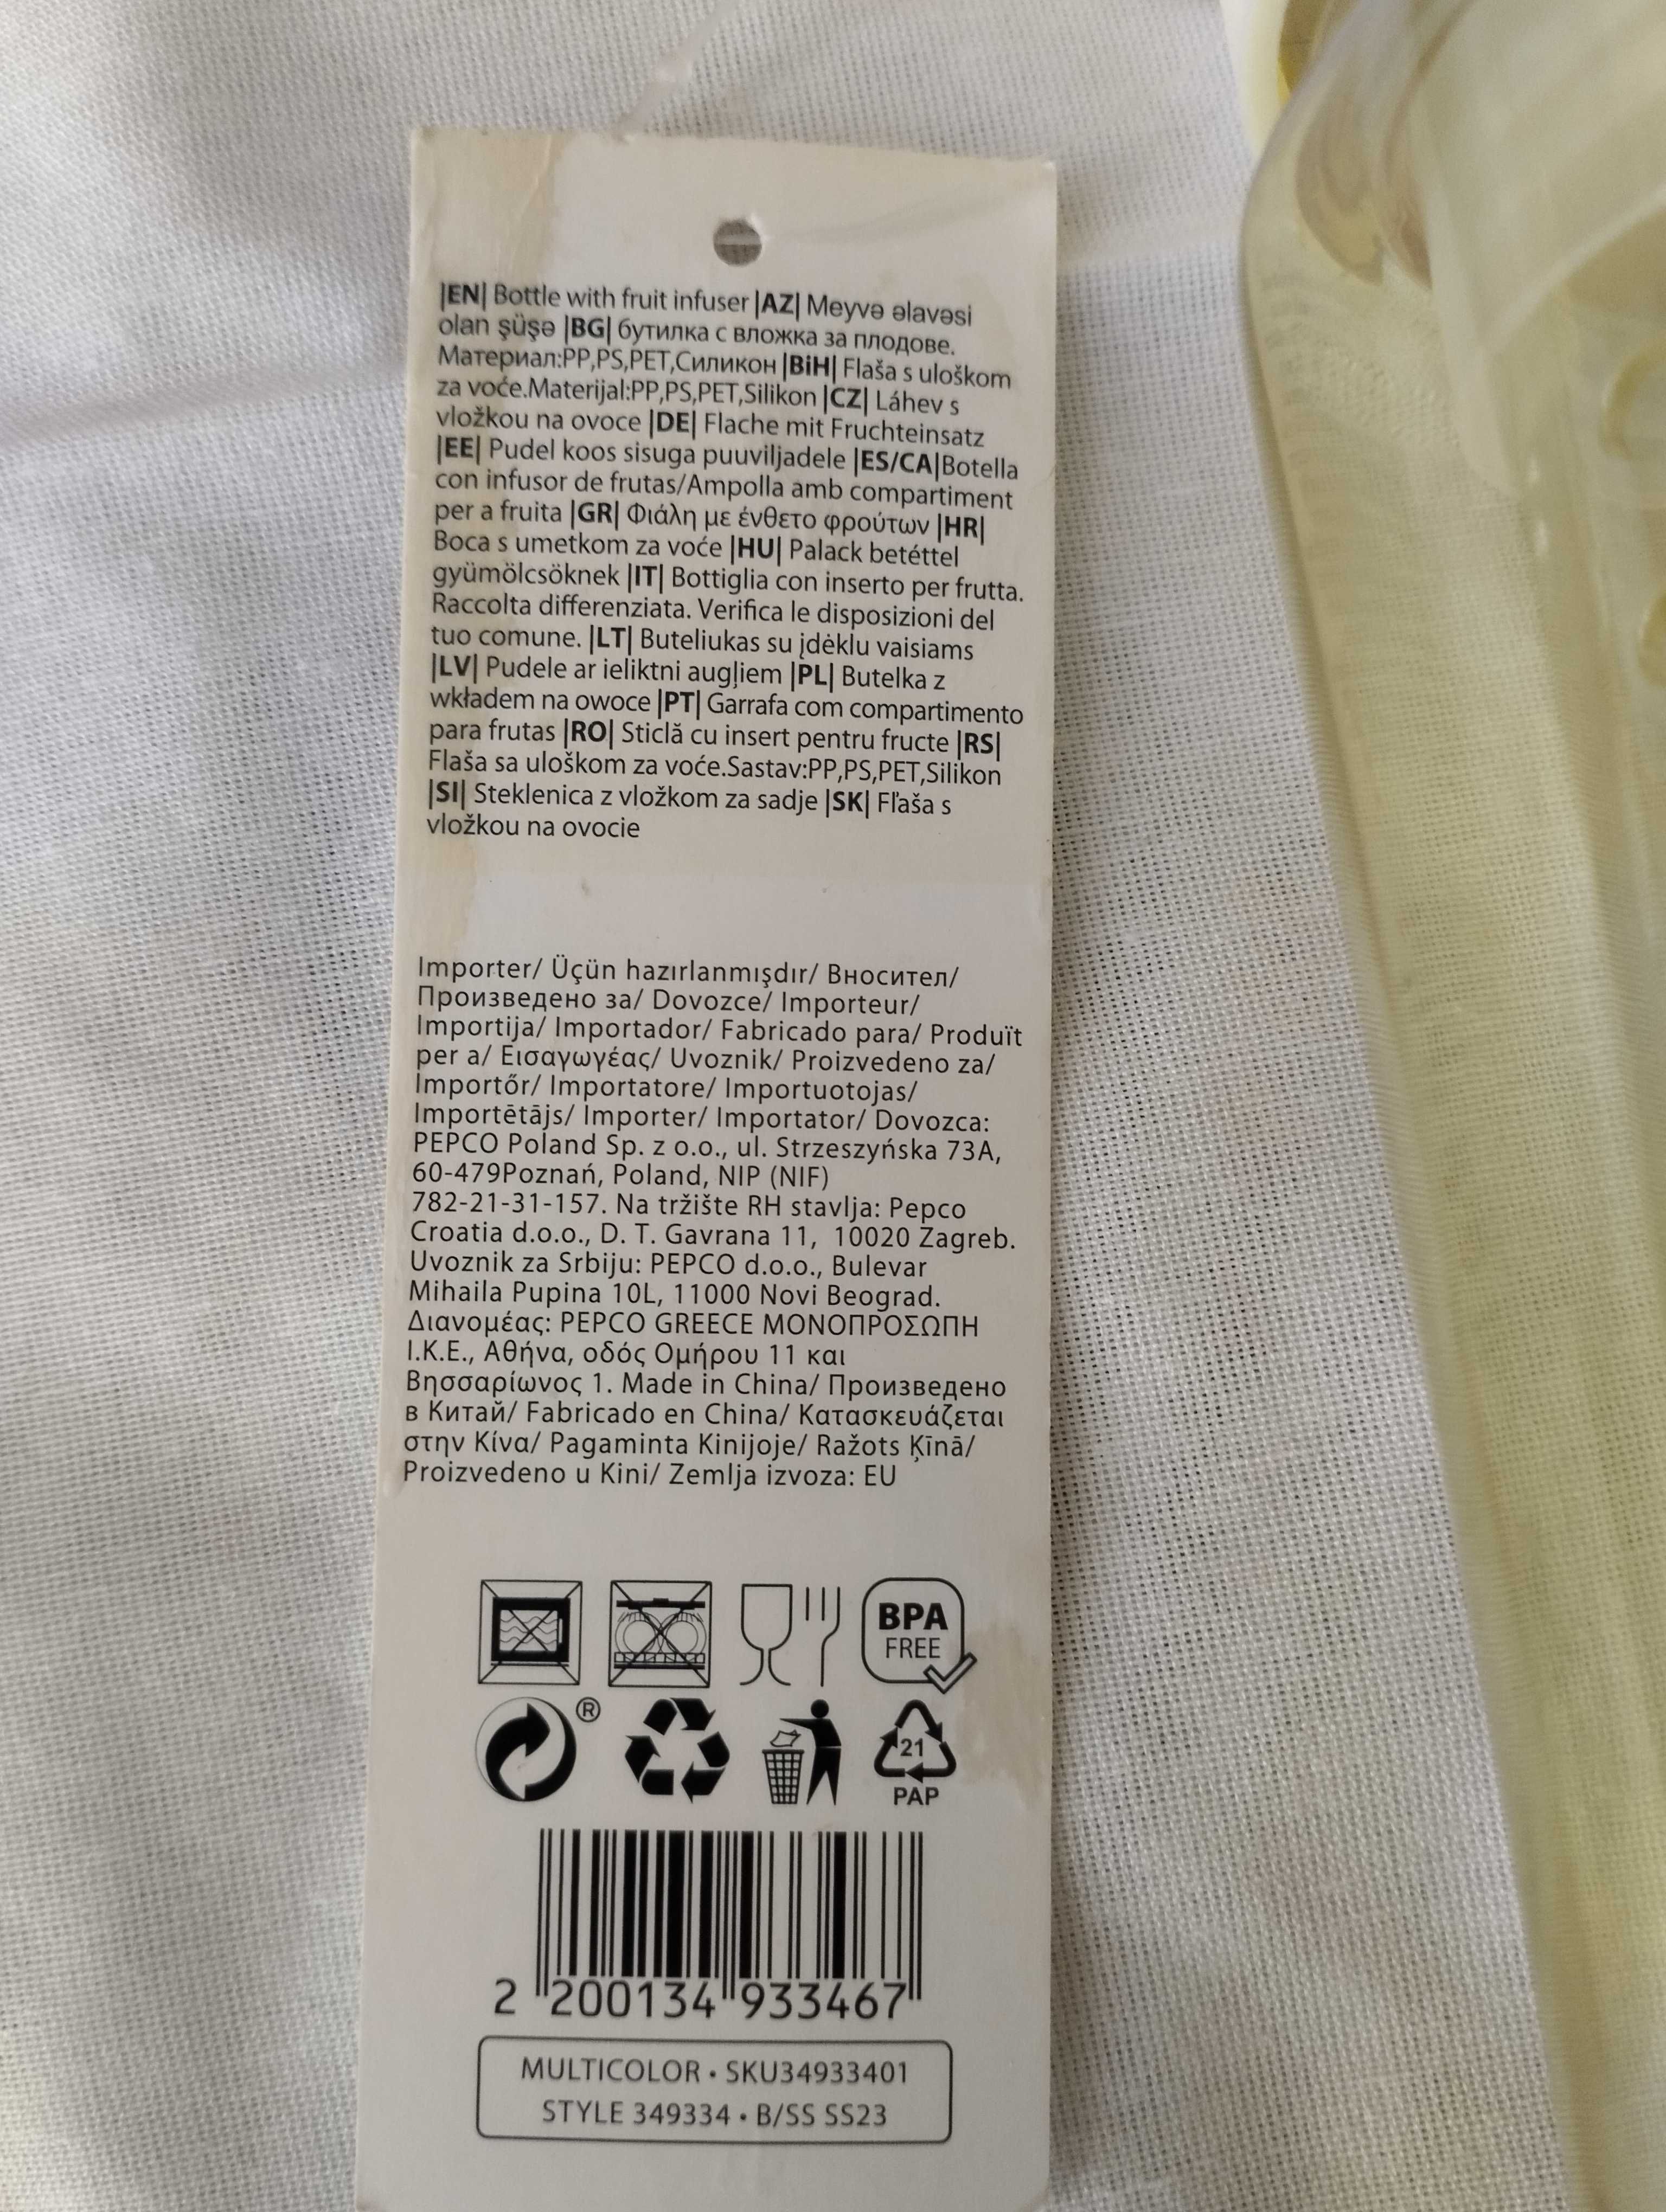 |EN| Bottle with fruit infuser |AZ| Meyvə əlavəsi
olan şüşə |BG| бутилка с вложка за плодове.
Материал:PP,PS,PET,Силикон |BiH| Flaša s uloškom
za voće.Materijal:PP,PS,PET,Silikon |CZ| Láhev s
vložkou na ovoce |DE| Flache mit Fruchteinsatz
|EE| Pudel koos sisuga puuviljadele |ES/CA|Botella
con infusor de frutas/Ampolla amb compartiment
per a fruita |GR| Φιάλη με ένθετο φρούτων |HR|
Boca s umetkom za voće |HU| Palack betéttel
gyümölcsöknek |IT| Bottiglia con inserto per frutta.
Raccolta differenziata. Verifica le disposizioni del
tuo comune. |LT| Buteliukas su įdėklu vaisiams
|LV| Pudele ar ieliktni augļiem |PL| Butelka z
wkładem na owoce |PT| Garrafa com compartimento
para frutas |RO| Sticlă cu insert pentru fructe |RS|
Flaša sa uloškom za voće.Sastav:PP,PS,PET,Silikon
|SI| Steklenica z vložkom za sadje |SK| Fľaša s
vložkou na ovocie
Importer/ Üçün hazırlanmışdır/ Вносител/
Произведено за/ Dovozce/ Importeur/
Importija/ Importador/ Fabricado para/ Produït
per a/ Εισαγωγέας/ Uvoznik/ Proizvedeno za/
Importőr/ Importatore/ Importuotojas/
Importētājs/ Importer/ Importator/ Dovozca:
PEPCO Poland Sp. z o.o., ul. Strzeszyńska 73A,
60-479Poznań, Poland, NIP (NIF)
782-21-31-157. Na tržište RH stavlja: Pepco
Croatia d.o.o., D. T. Gavrana 11, 10020 Zagreb.
Uvoznik za Srbiju: PEPCO d.o.o., Bulevar
Mihaila Pupina 10L, 11000 Novi Beograd.
Διανομέας: PEPCO GREECE ΜΟΝΟΠΡΟΣΩΠΗ
Ι.Κ.Ε., Αθήνα, οδός Ομήρου 11 και
Βησσαρίωνος 1. Made in China/ Произведено
в Китай/ Fabricado en China/ Κατασκευάζεται
στην Κίνα/ Pagaminta Kinijoje/ Ražots Ķīnā/
Proizvedeno u Kini/ Zemlja izvoza: EU
BPA
FREE
®
21
PAP
2 200134 933467
MULTICOLOR • SKU34933401
STYLE 349334 • B/SS SS23